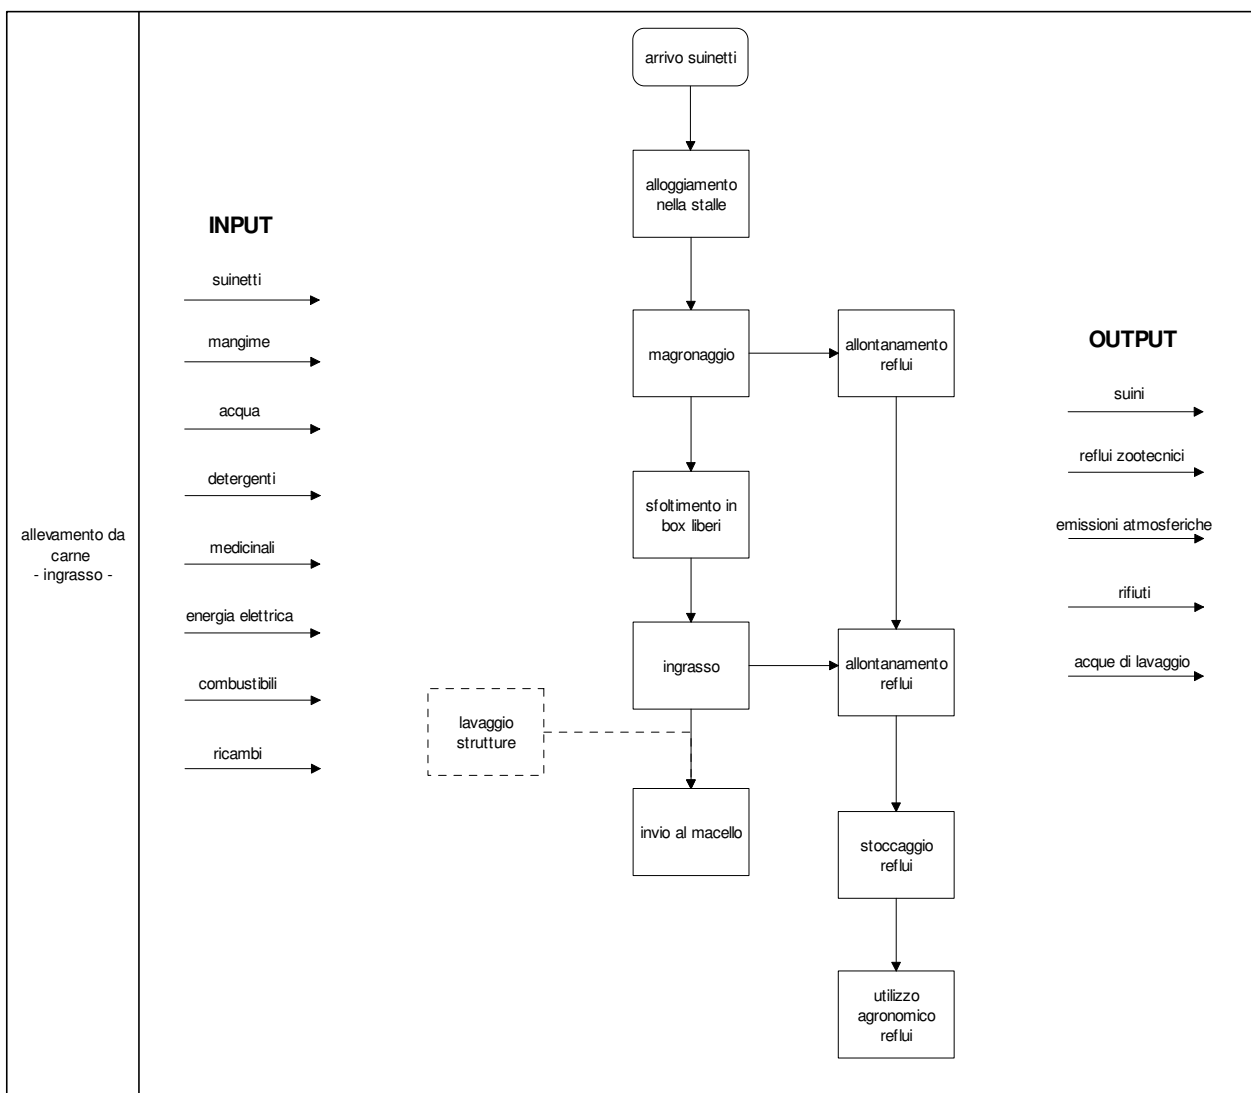 allevamento da
carne
- ingrasso -
INPUT
suinetti
mangime
acqua
detergenti
medicinali
energia elettrica
combustibili
ricambi
arrivo suinetti
alloggiamento
nella stalle
magronaggio
allontanamento
reflui
sfoltimento in
box liberi
ingrasso
allontanamento
reflui
lavaggio
strutture
invio al macello
stoccaggio
reflui
utilizzo
agronomico
reflui
OUTPUT
suini
reflui zootecnici
emissioni atmosferiche
rifiuti
acque di lavaggio